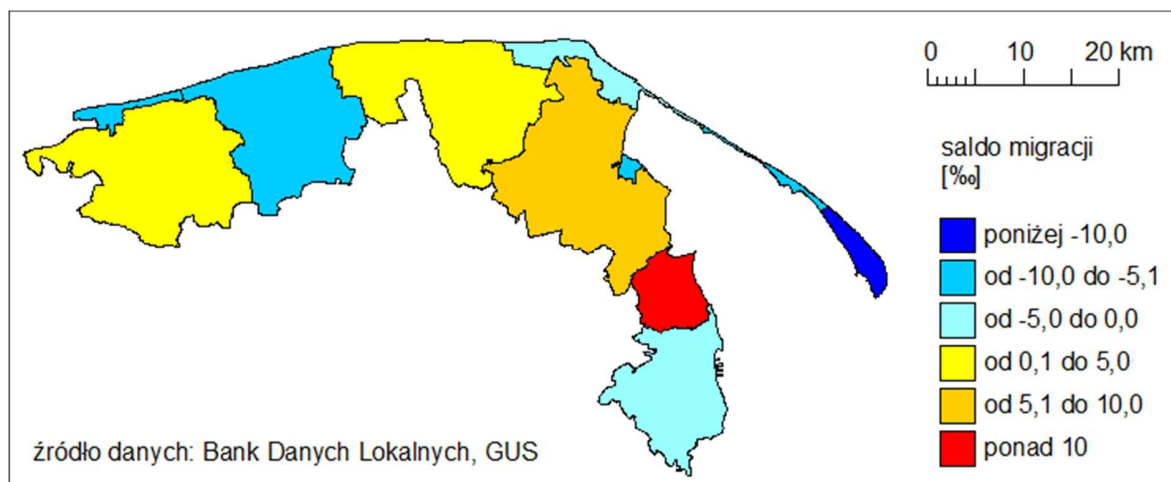 0 10 20 km
saldo migracji
[‰]
poniżej -10,0
od -10,0 do -5,1
od -5,0 do 0,0
od 0,1 do 5,0
od 5,1 do 10,0
ponad 10
źródło danych: Bank Danych Lokalnych, GUS